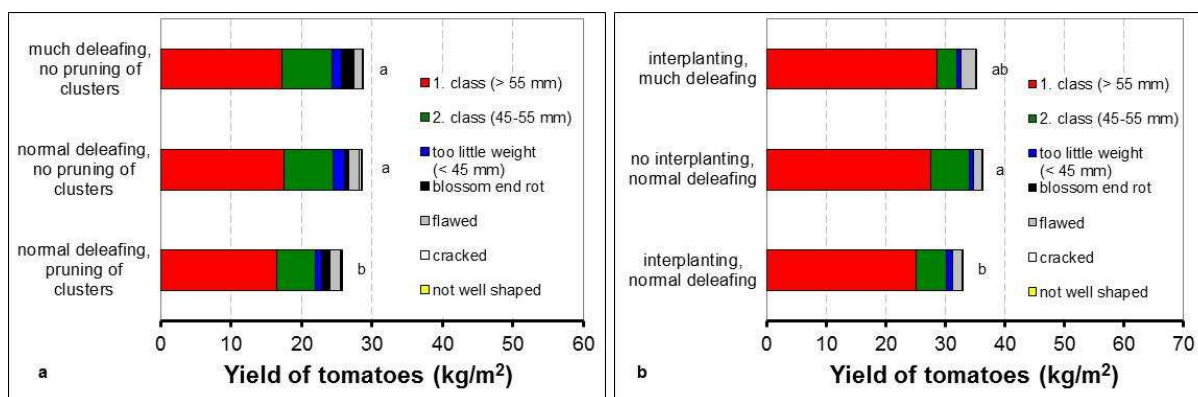 much deleafing,
no pruning of
clusters
normal deleafing,
no pruning of
clusters
normal deleafing,
pruning of
clusters
a
a
b
1. class (> 55 mm)
2. class (45-55 mm)
too little weight
(< 45 mm)
blossom end rot
flawed
cracked
not well shaped
0 10 20 30 40 50 60
a Yield of tomatoes (kg/m²)
interplanting,
much deleafing
no interplanting,
normal deleafing
interplanting,
normal deleafing
ab
a
b
1. class (> 55 mm)
2. class (45-55 mm)
too little weight
(< 45 mm)
blossom end rot
flawed
cracked
not well shaped
0 10 20 30 40 50 60 70
b Yield of tomatoes (kg/m²)